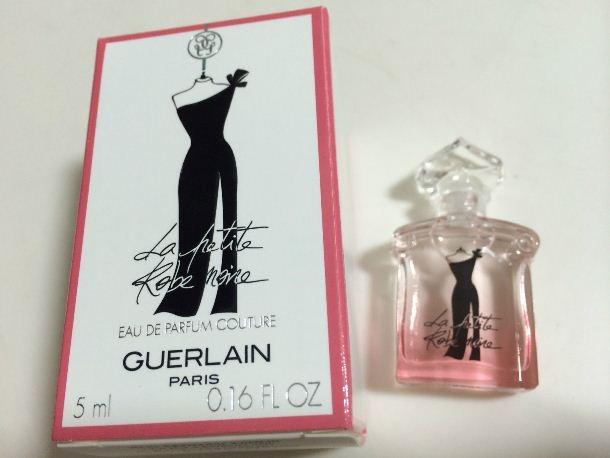 La petite
Robe noire
EAU DE PARFUM COUTURE
GUERLAIN
PARIS
5 ml 0.16 FL OZ
La petite
Robe noire